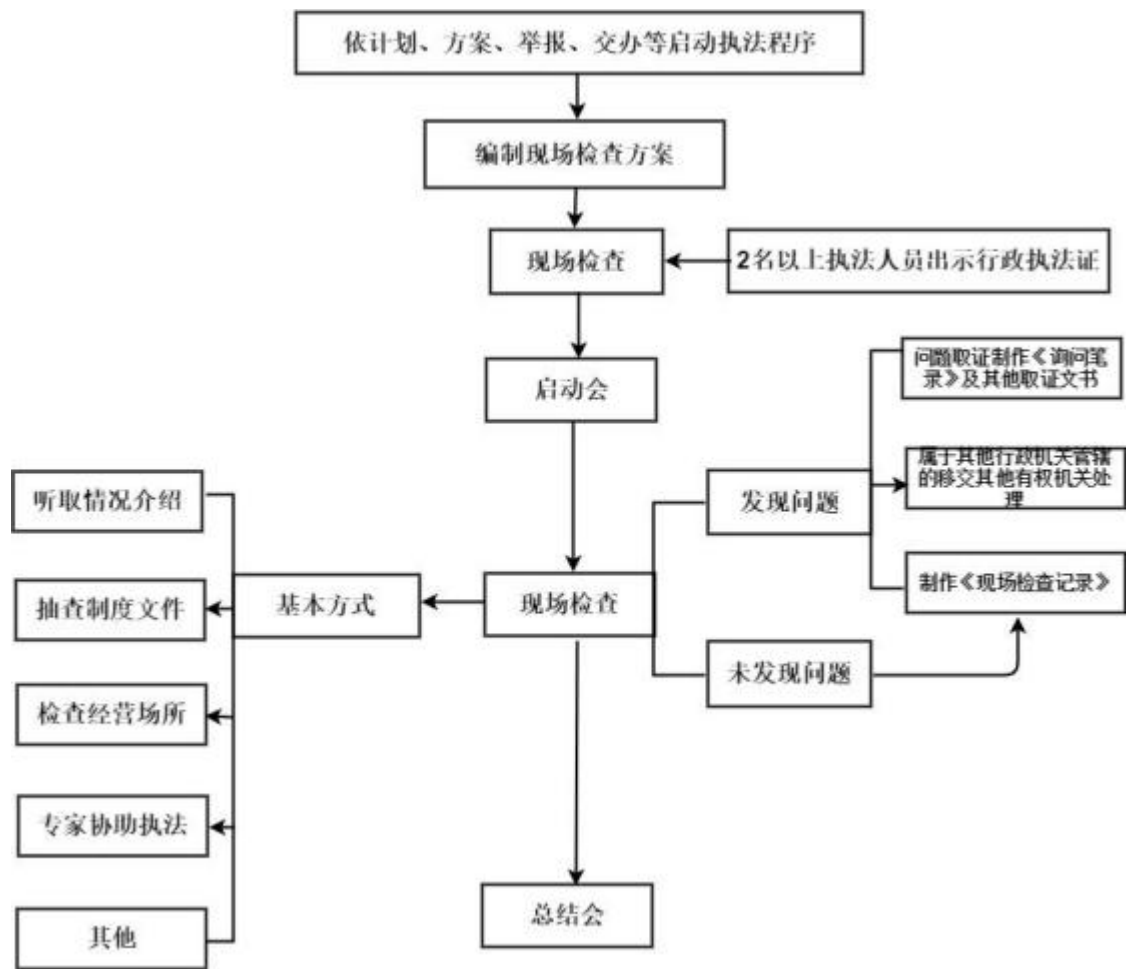 依计划、方案、举报、交办等启动执法程序
编制现场检查方案
现场检查
2名以上执法人员出示行政执法证
启动会
问题取证制作《询问笔
录》及其他取证文书
属于其他行政机关管辖
的移交其他有权机关处
理
发现问题
听取情况介绍
制作《现场检查记录》
抽查制度文件
基本方式
现场检查
未发现问题
检查经营场所
专家协助执法
总结会
其他